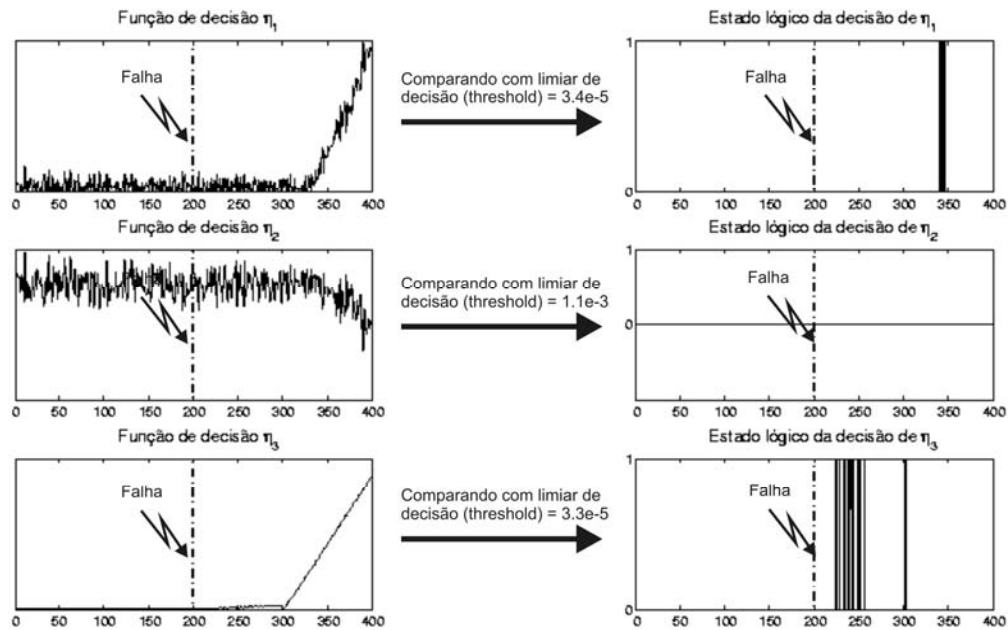 Função de decisão η1
Estado lógico da decisão de η1
1
Falha
Comparando com limiar de
decisão (threshold) = 3.4e-5
Falha
0
0 50 100 150 200 250 300 350 400
0 50 100 150 200 250 300 350 400
Função de decisão η2
Estado lógico da decisão de η2
1
Comparando com limiar de
decisão (threshold) = 1.1e-3
Falha
0
0 50 100 150 200 250 300 350 400
0 50 100 150 200 250 300 350 400
Função de decisão η3
Estado lógico da decisão de η3
1
Falha
Comparando com limiar de
decisão (threshold) = 3.3e-5
Falha
0
0 50 100 150 200 250 300 350 400
0 50 100 150 200 250 300 350 400